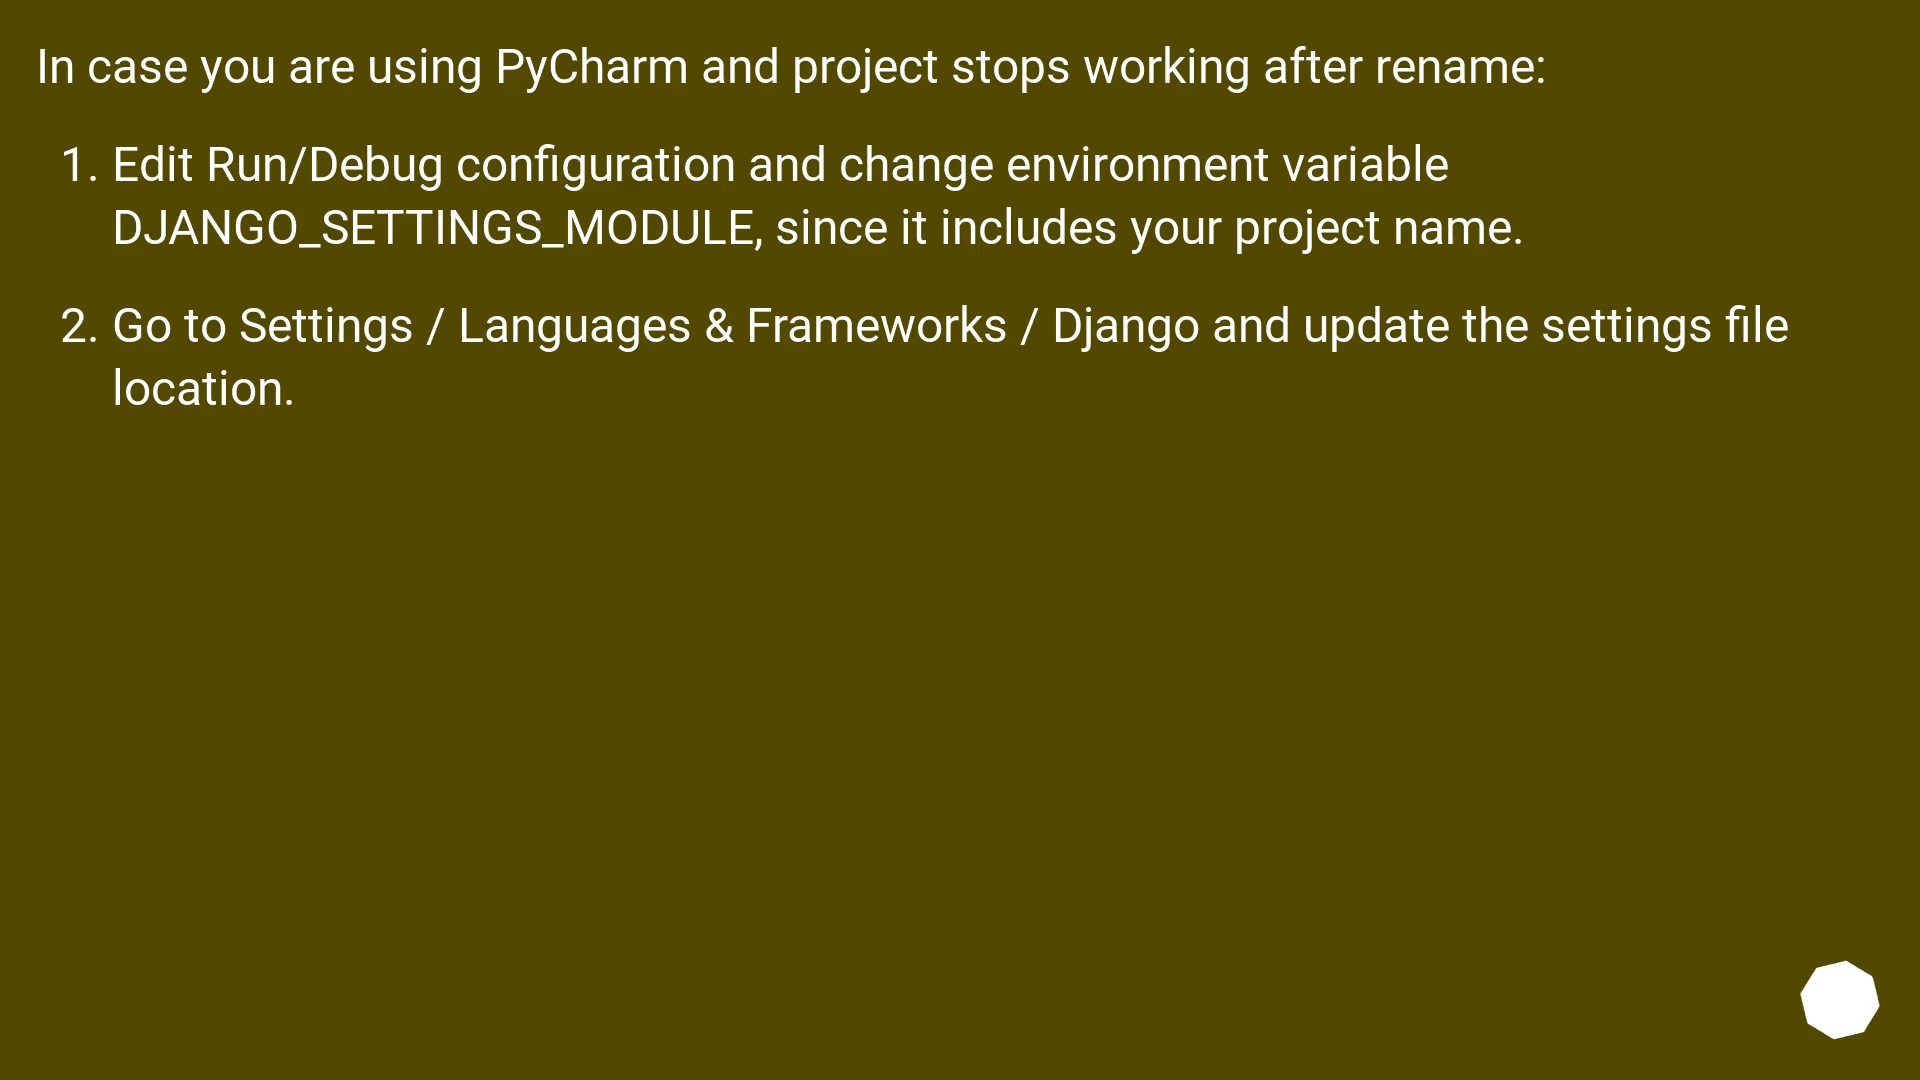 In case you are using PyCharm and project stops working after rename:
1. Edit Run/Debug configuration and change environment variable
DJANGO_SETTINGS_MODULE, since it includes your project name.
2. Go to Settings / Languages & Frameworks / Django and update the settings file
location.